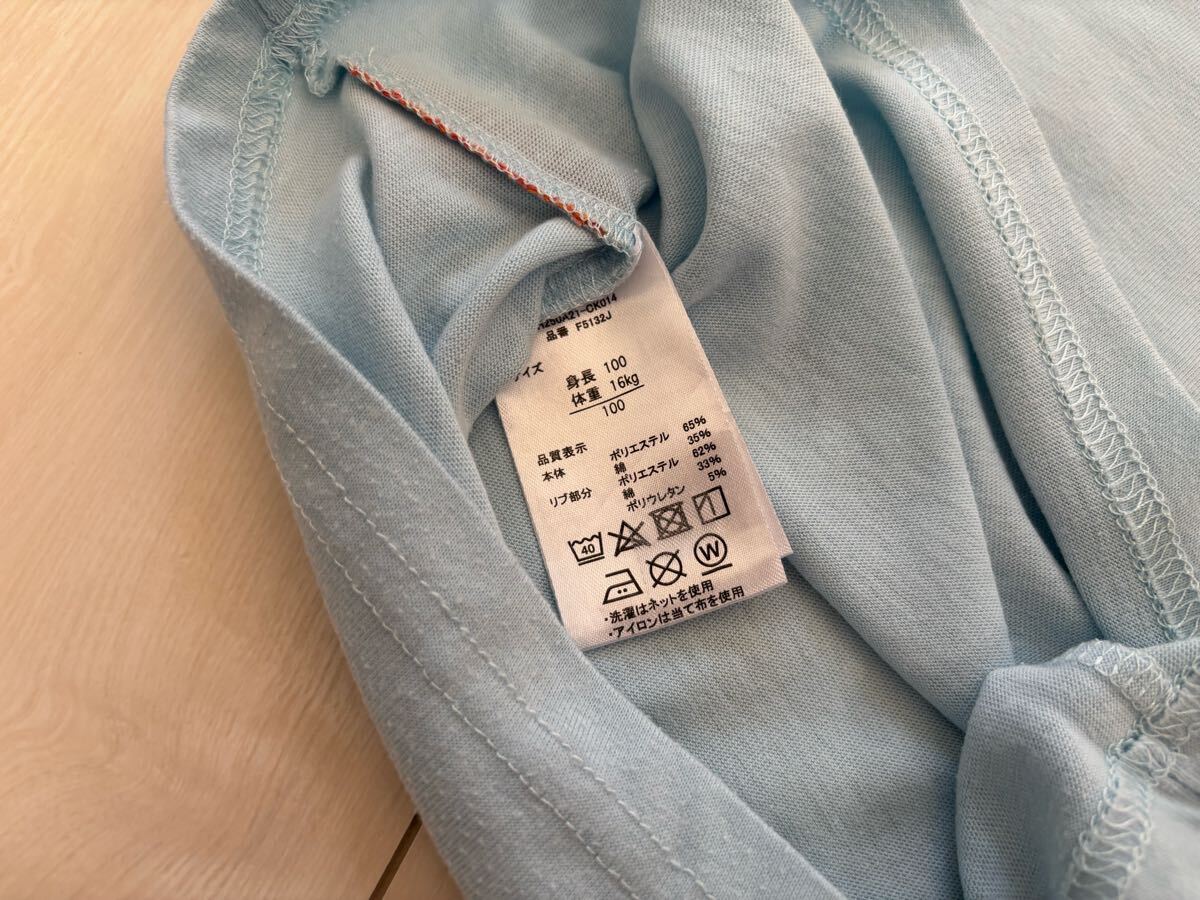 品番 F5132J
身長 100
体重 16kg
100
品質表示
本体 ポリエステル 65%
綿 35%
リブ部分 ポリエステル 62%
綿 33%
ポリウレタン 5%
40
W
・洗濯はネットを使用
・アイロンは当て布を使用